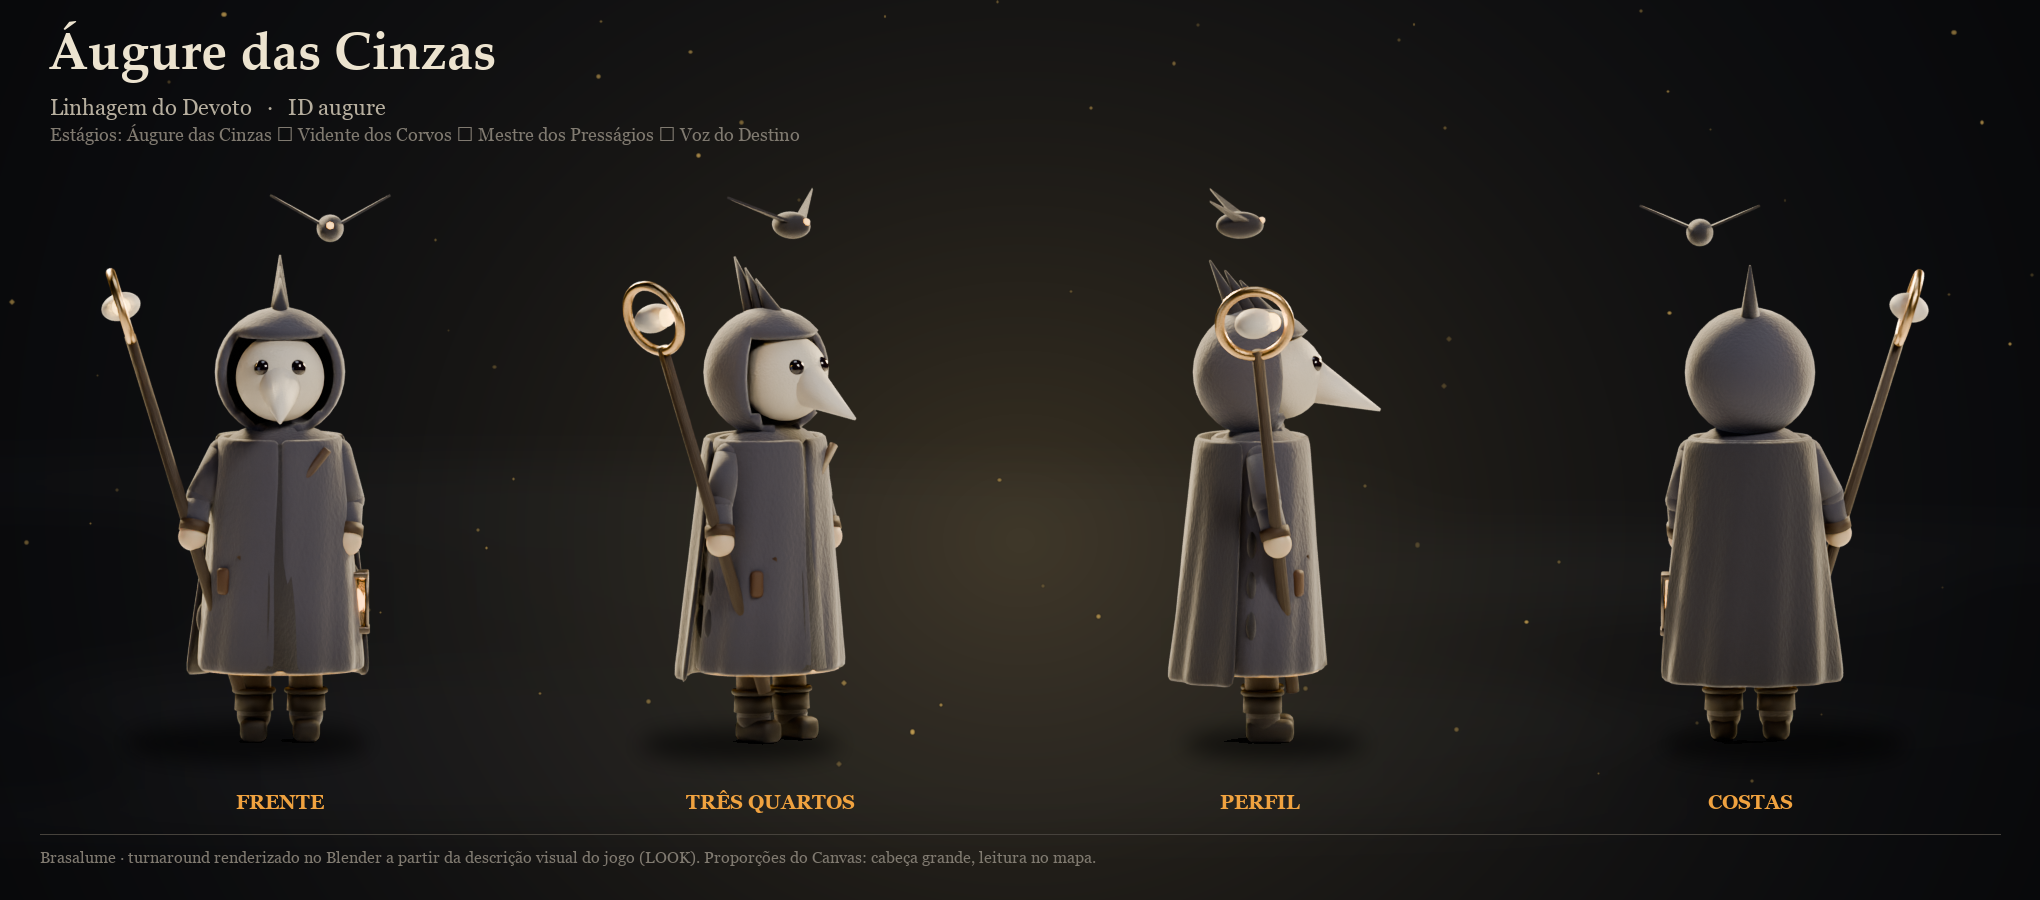 Áugure das Cinzas
Linhagem do Devoto · ID augure
Estágios: Áugure das Cinzas □ Vidente dos Corvos □ Mestre dos Presságios □ Voz do Destino
FRENTE
TRÊS QUARTOS
PERFIL
COSTAS
Brasalume · turnaround renderizado no Blender a partir da descrição visual do jogo (LOOK). Proporções do Canvas: cabeça grande, leitura no mapa.